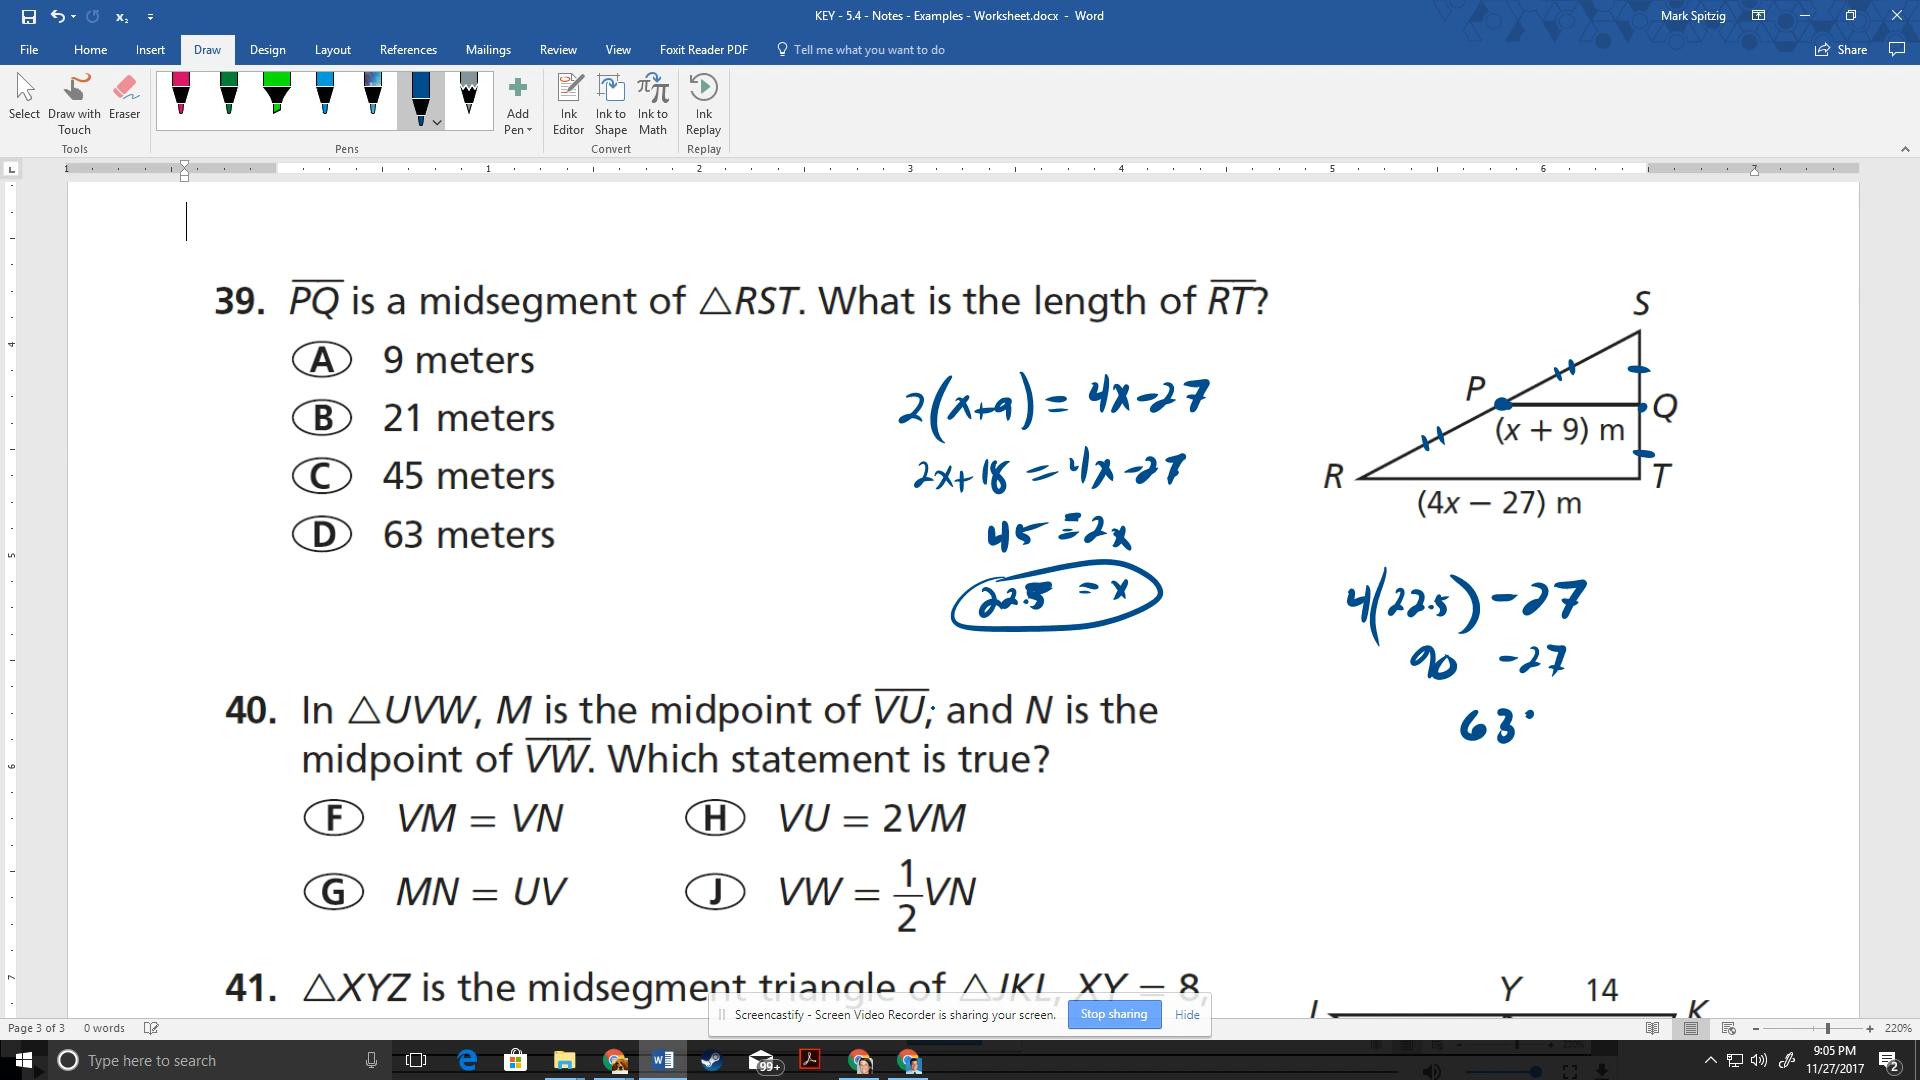 KEY - 5.4 - Notes - Examples - Worksheet.docx - Word
Mark Spitzig
File Home Insert Draw Design Layout References Mailings Review View Foxit Reader PDF Tell me what you want to do Share
Select
Draw with Touch
Eraser
Add Pen
Ink Editor
Ink to Shape
Ink to Math
Ink Replay
Tools Pens Convert Replay
1 1 2 3 4 5 6 7
39. PQ is a midsegment of △RST. What is the length of RT?
A 9 meters
B 21 meters
C 45 meters
D 63 meters
2(x+9) = 4x-27
2x+18 = 4x-27
45 = 2x
22.5 = x
S
P
Q
(x + 9) m
R
T
(4x − 27) m
4(22.5) -27
90 -27
63
40. In △UVW, M is the midpoint of VU, and N is the
midpoint of VW. Which statement is true?
F VM = VN
H VU = 2VM
G MN = UV
J VW = 1/2 VN
41. △XYZ is the midsegment triangle of △JKL, XY = 8,
Y 14
K
Screencastify - Screen Video Recorder is sharing your screen. Stop sharing Hide
Page 3 of 3 0 words
220%
Type here to search
99+
9:05 PM
11/27/2017
2